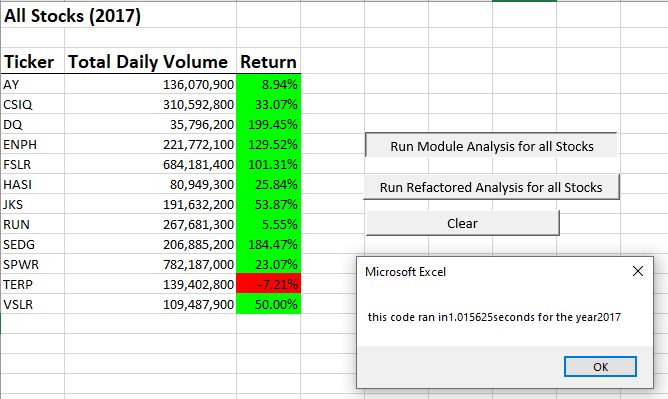 All Stocks (2017)
Ticker Total Daily Volume Return
AY 136,070,900 8.94%
CSIQ 310,592,800 33.07%
DQ 35,796,200 199.45%
ENPH 221,772,100 129.52%
FSLR 684,181,400 101.31%
HASI 80,949,300 25.84%
JKS 191,632,200 53.87%
RUN 267,681,300 5.55%
SEDG 206,885,200 184.47%
SPWR 782,187,000 23.07%
TERP 139,402,800 -7.21%
VSLR 109,487,900 50.00%
Run Module Analysis for all Stocks
Run Refactored Analysis for all Stocks
Clear
Microsoft Excel
this code ran in1.015625seconds for the year2017
OK